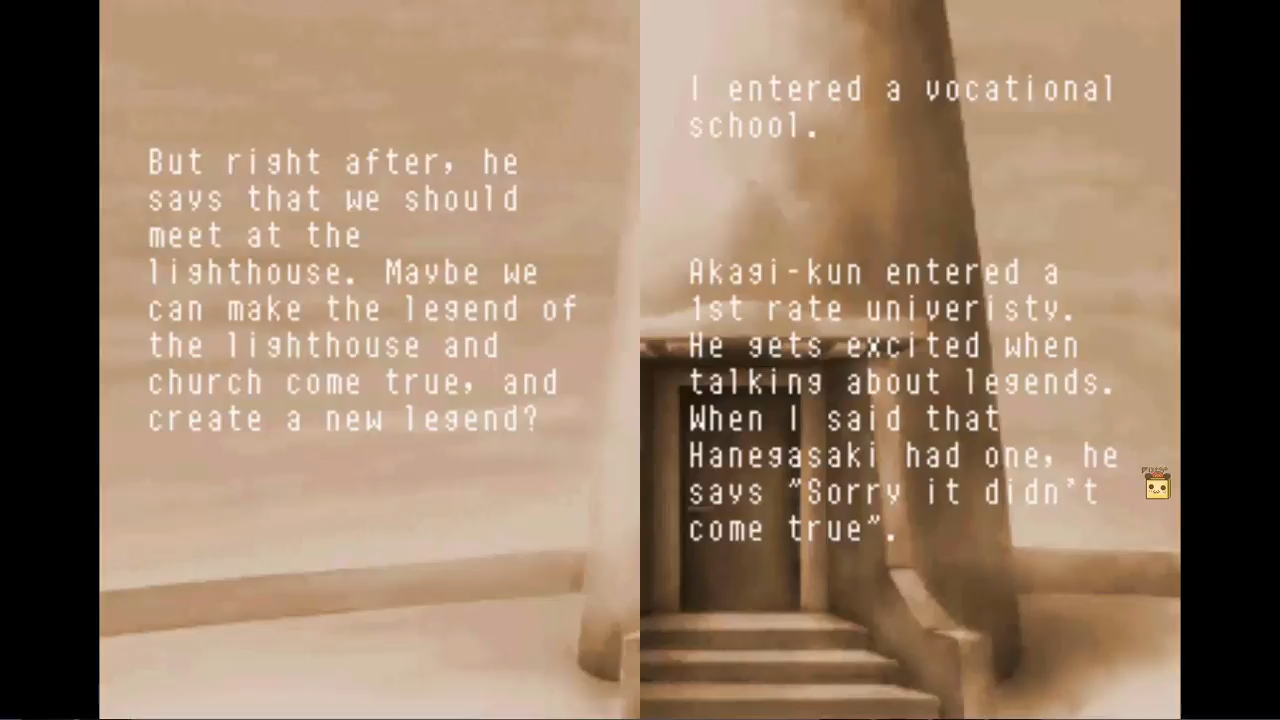 But right after, he
says that we should
meet at the
lighthouse. Maybe we
can make the legend of
the lighthouse and
church come true, and
create a new legend?
I entered a vocational
school.
Akagi-kun entered a
1st rate univeristy.
He gets excited when
talking about legends.
When I said that
Hanegasaki had one, he
says "Sorry it didn't
come true".